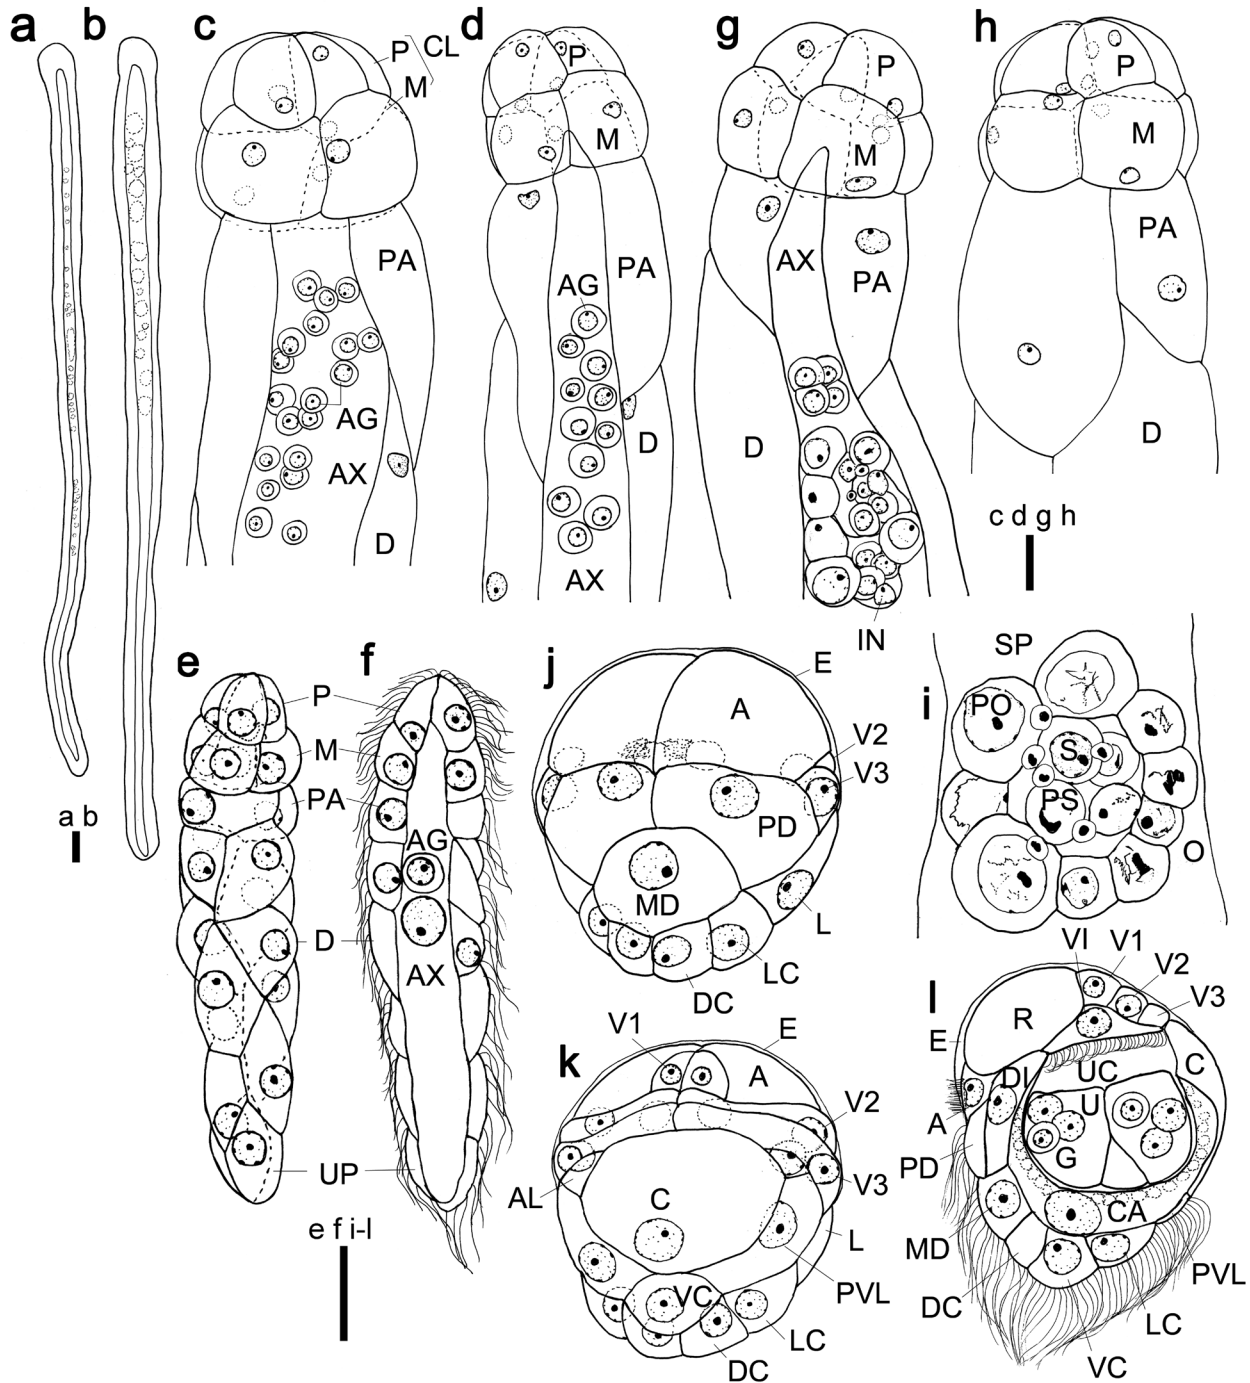 a
b
c
P
CL
M
PA
AG
AX
D
d
P
M
PA
AG
D
AX
g
P
M
AX
PA
D
IN
h
P
M
PA
D
c d g h
a b
e
f
P
M
PA
AG
D
AX
UP
e f i-l
j
E
A
V2
V3
PD
MD
L
LC
DC
i
SP
PO
S
PS
O
k
V1
E
A
V2
V3
AL
C
L
PVL
VC
LC
DC
l
VI
V1
V2
V3
R
E
C
DI
UC
U
A
G
PD
CA
MD
PVL
DC
LC
VC